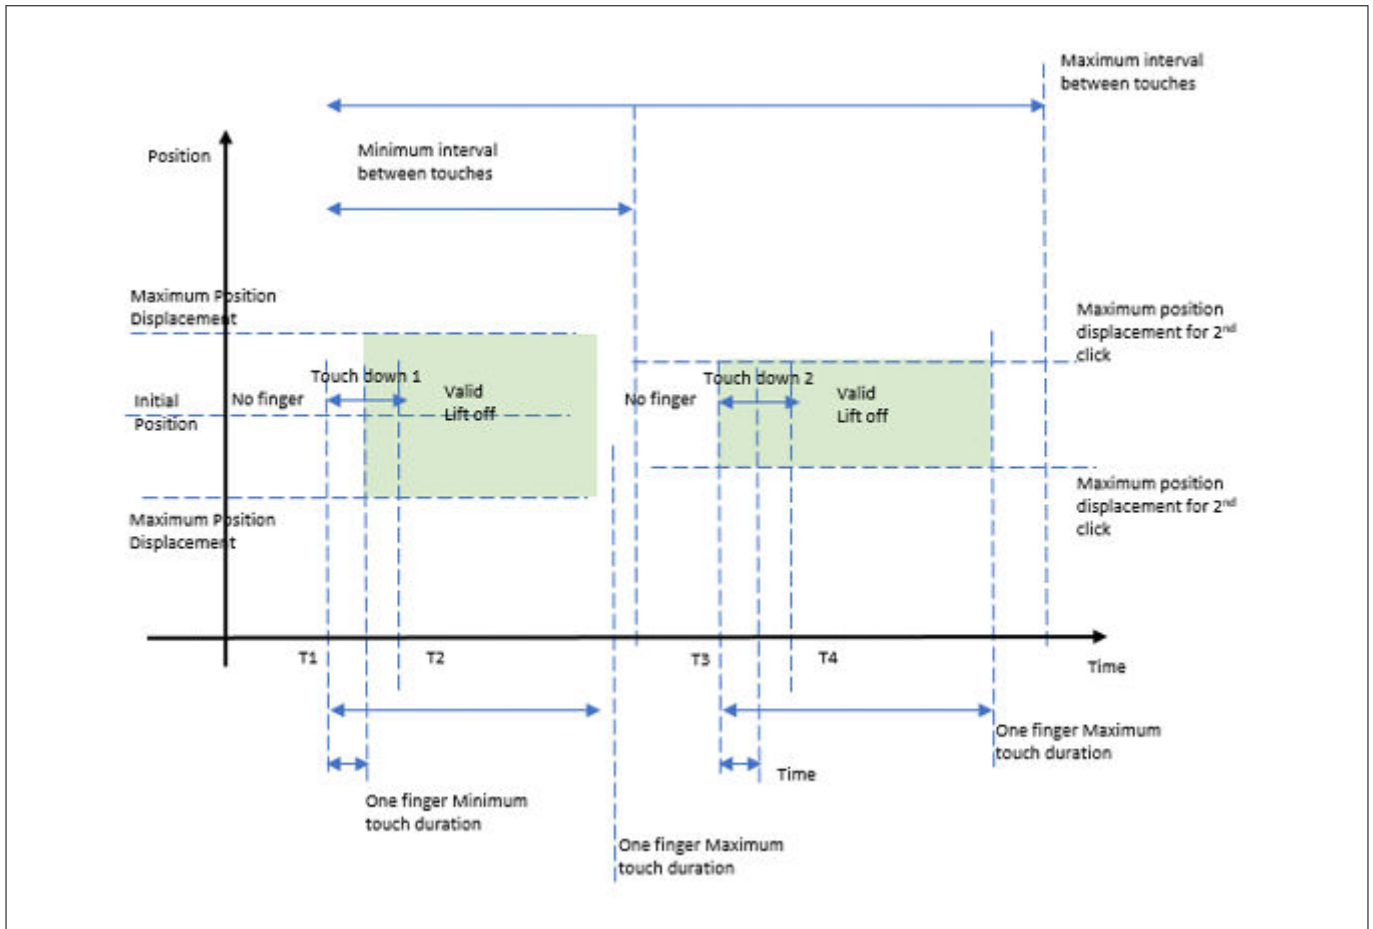 Maximum interval
between touches
Position
Minimum interval
between touches
Maximum Position
Displacement
Maximum position
displacement for 2nd
click
Touch down 1
Touch down 2
Initial
Position
No finger
Valid
Lift off
No finger
Valid
Lift off
Maximum position
displacement for 2nd
click
Maximum Position
Displacement
T1
T2
T3
T4
Time
One finger Maximum
touch duration
Time
One finger Minimum
touch duration
One finger Maximum
touch duration